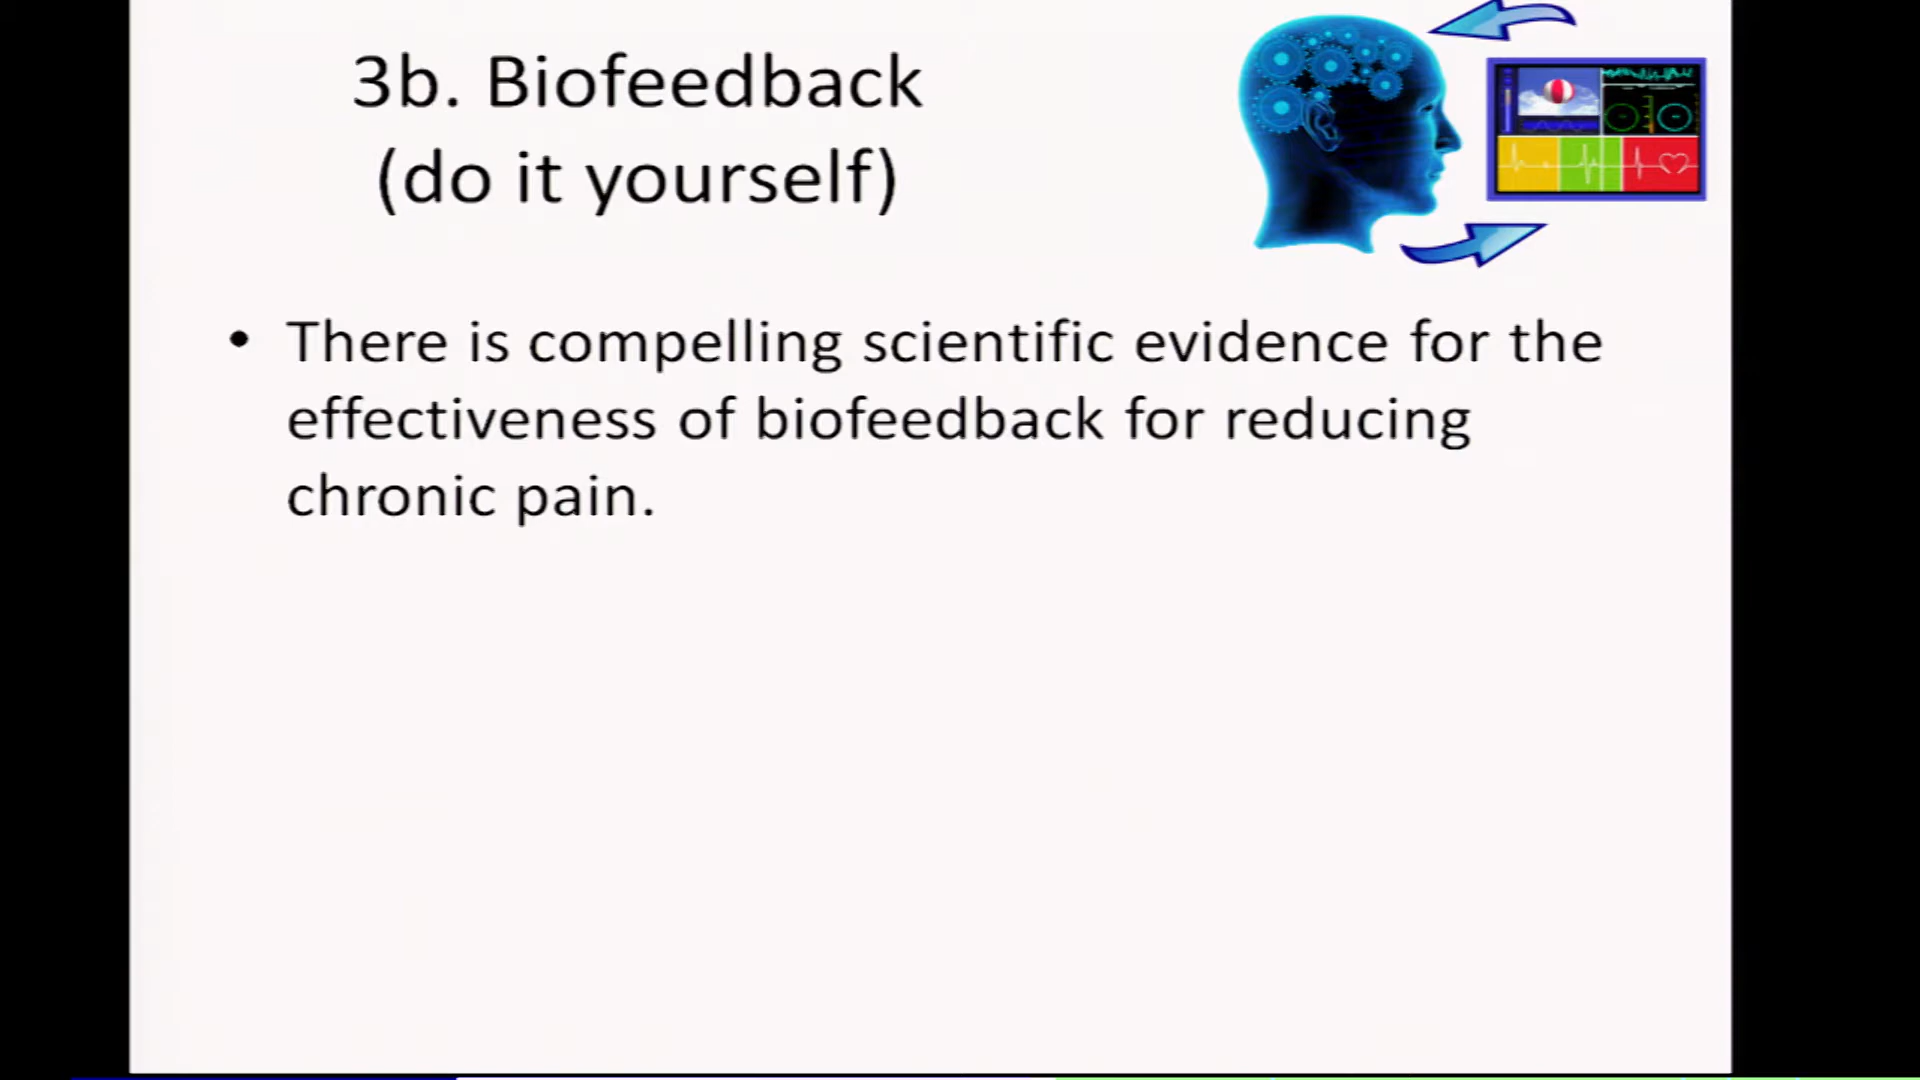 3b. Biofeedback
(do it yourself)
• There is compelling scientific evidence for the
effectiveness of biofeedback for reducing
chronic pain.